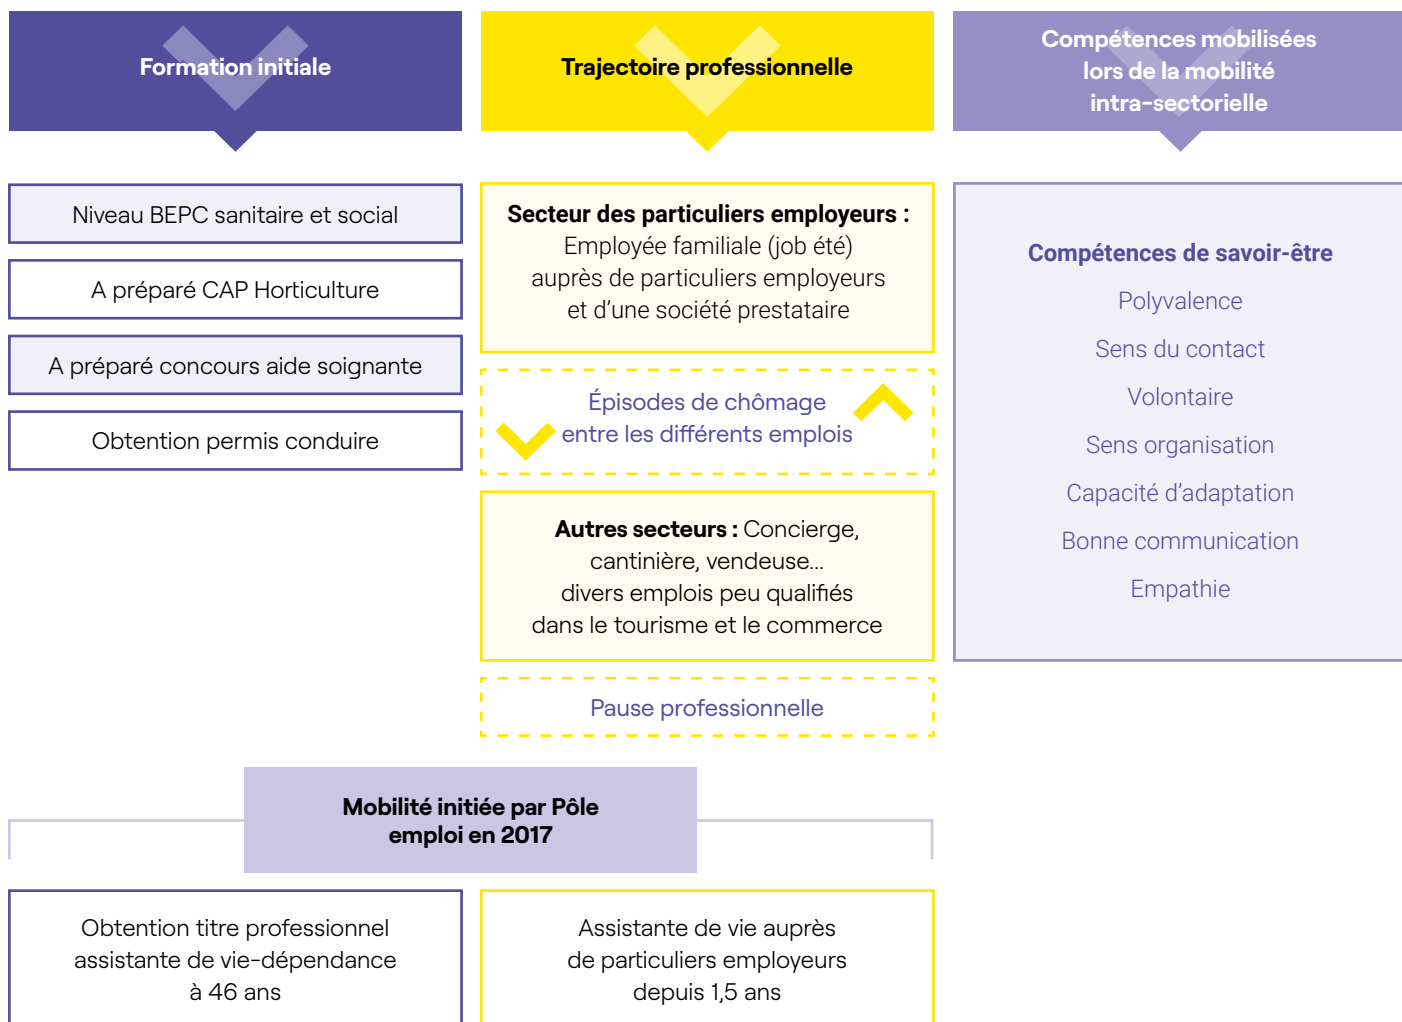 Formation initiale
Niveau BEPC sanitaire et social
A préparé CAP Horticulture
A préparé concours aide soignante
Obtention permis conduire
Trajectoire professionnelle
Secteur des particuliers employeurs :
Employée familiale (job été)
auprès de particuliers employeurs
et d’une société prestataire
Épisodes de chômage
entre les différents emplois
Autres secteurs : Concierge,
cantinière, vendeuse...
divers emplois peu qualifiés
dans le tourisme et le commerce
Pause professionnelle
Compétences mobilisées
lors de la mobilité
intra-sectorielle
Compétences de savoir-être
Polyvalence
Sens du contact
Volontaire
Sens organisation
Capacité d’adaptation
Bonne communication
Empathie
Mobilité initiée par Pôle
emploi en 2017
Obtention titre professionnel
assistante de vie-dépendance
à 46 ans
Assistante de vie auprès
de particuliers employeurs
depuis 1,5 ans